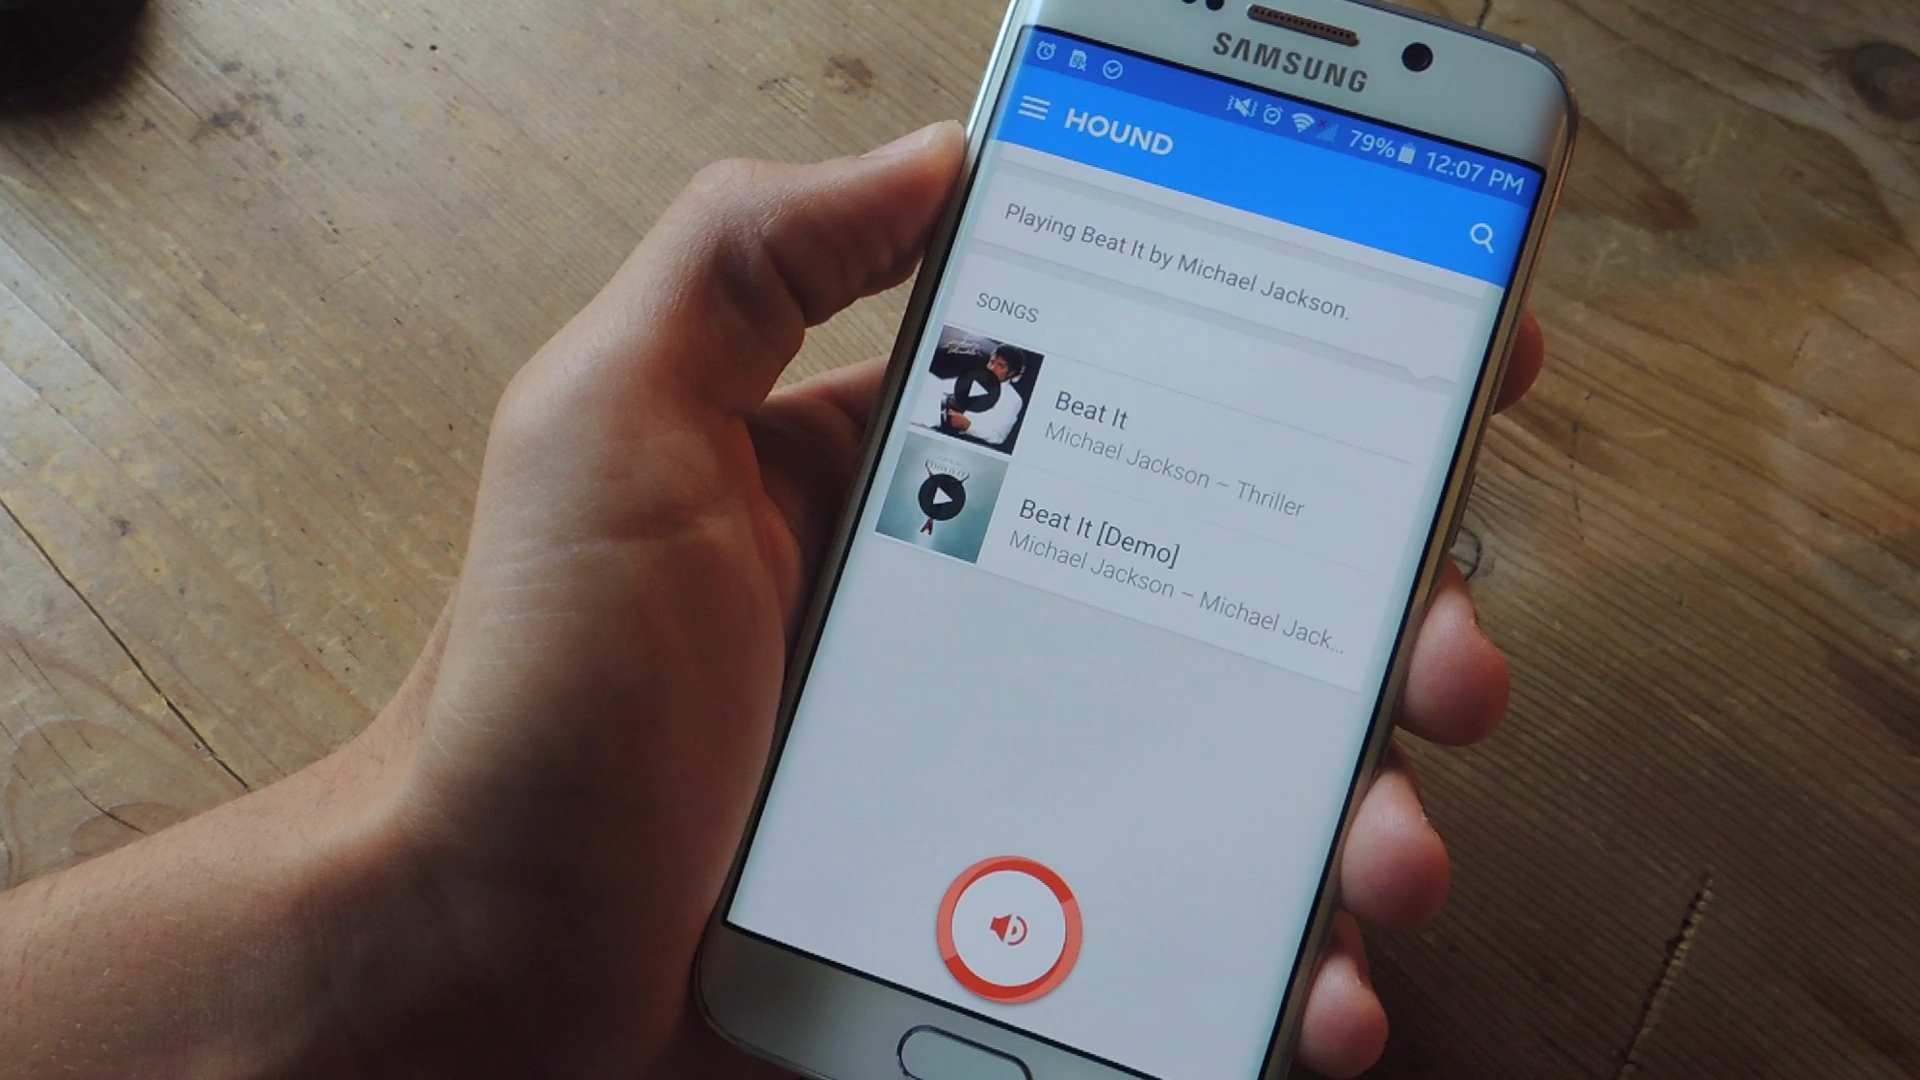 SAMSUNG
79% 12:07 PM
HOUND
Playing Beat It by Michael Jackson.
SONGS
Beat It
Michael Jackson – Thriller
Beat It [Demo]
Michael Jackson – Michael Jack...